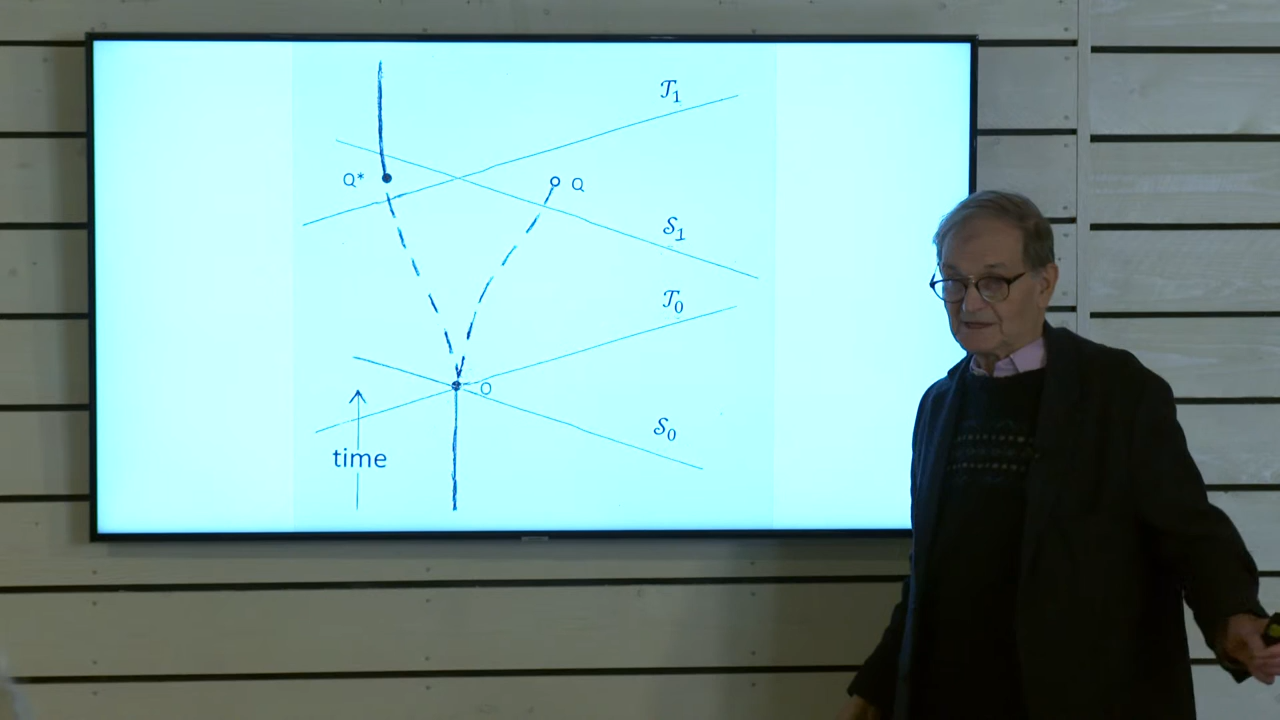 𝒯₁
Q*
Q
𝒮₁
𝒯₀
O
𝒮₀
time